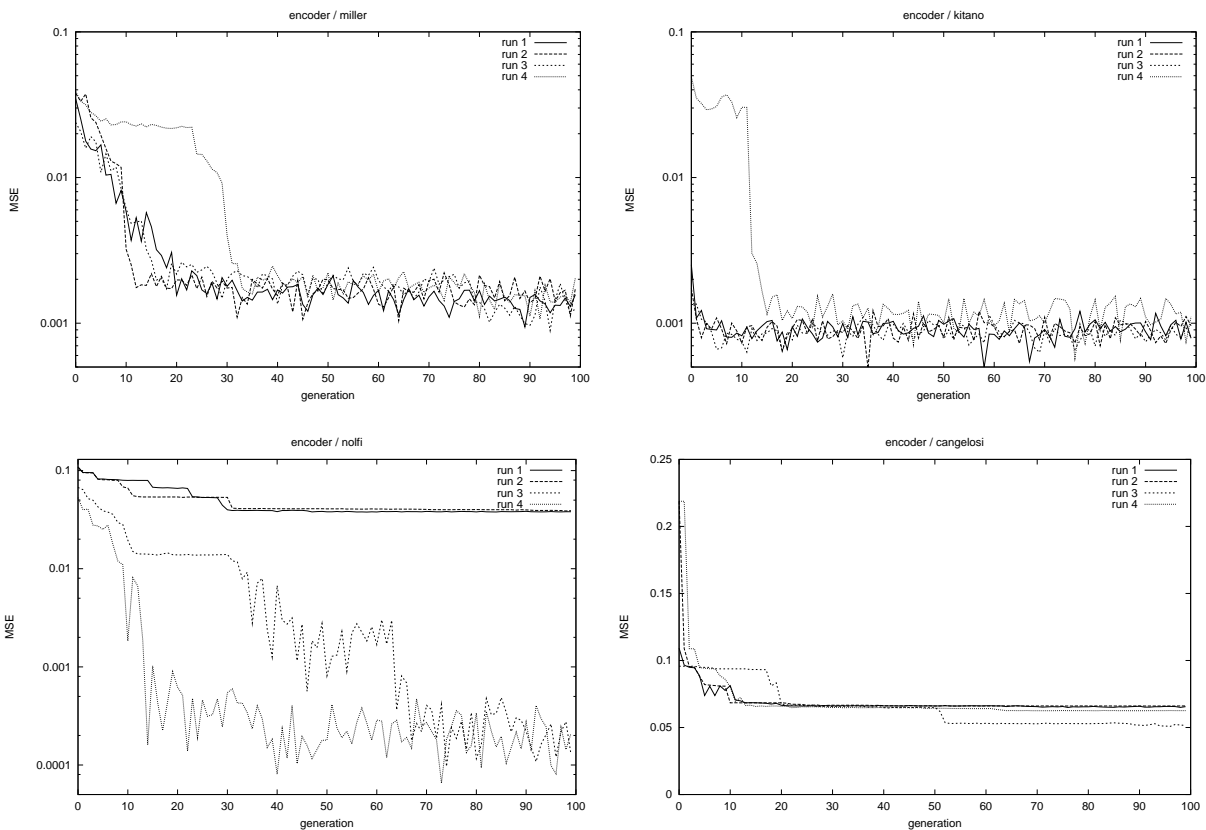 encoder / miller
0.1
0.01
0.001
MSE
0 10 20 30 40 50 60 70 80 90 100
generation
run 1
run 2
run 3
run 4
encoder / kitano
0.1
0.01
0.001
MSE
0 10 20 30 40 50 60 70 80 90 100
generation
run 1
run 2
run 3
run 4
encoder / nolfi
0.1
0.01
0.001
0.0001
MSE
0 10 20 30 40 50 60 70 80 90 100
generation
run 1
run 2
run 3
run 4
encoder / cangelosi
0.25
0.2
0.15
0.1
0.05
0
MSE
0 10 20 30 40 50 60 70 80 90 100
generation
run 1
run 2
run 3
run 4